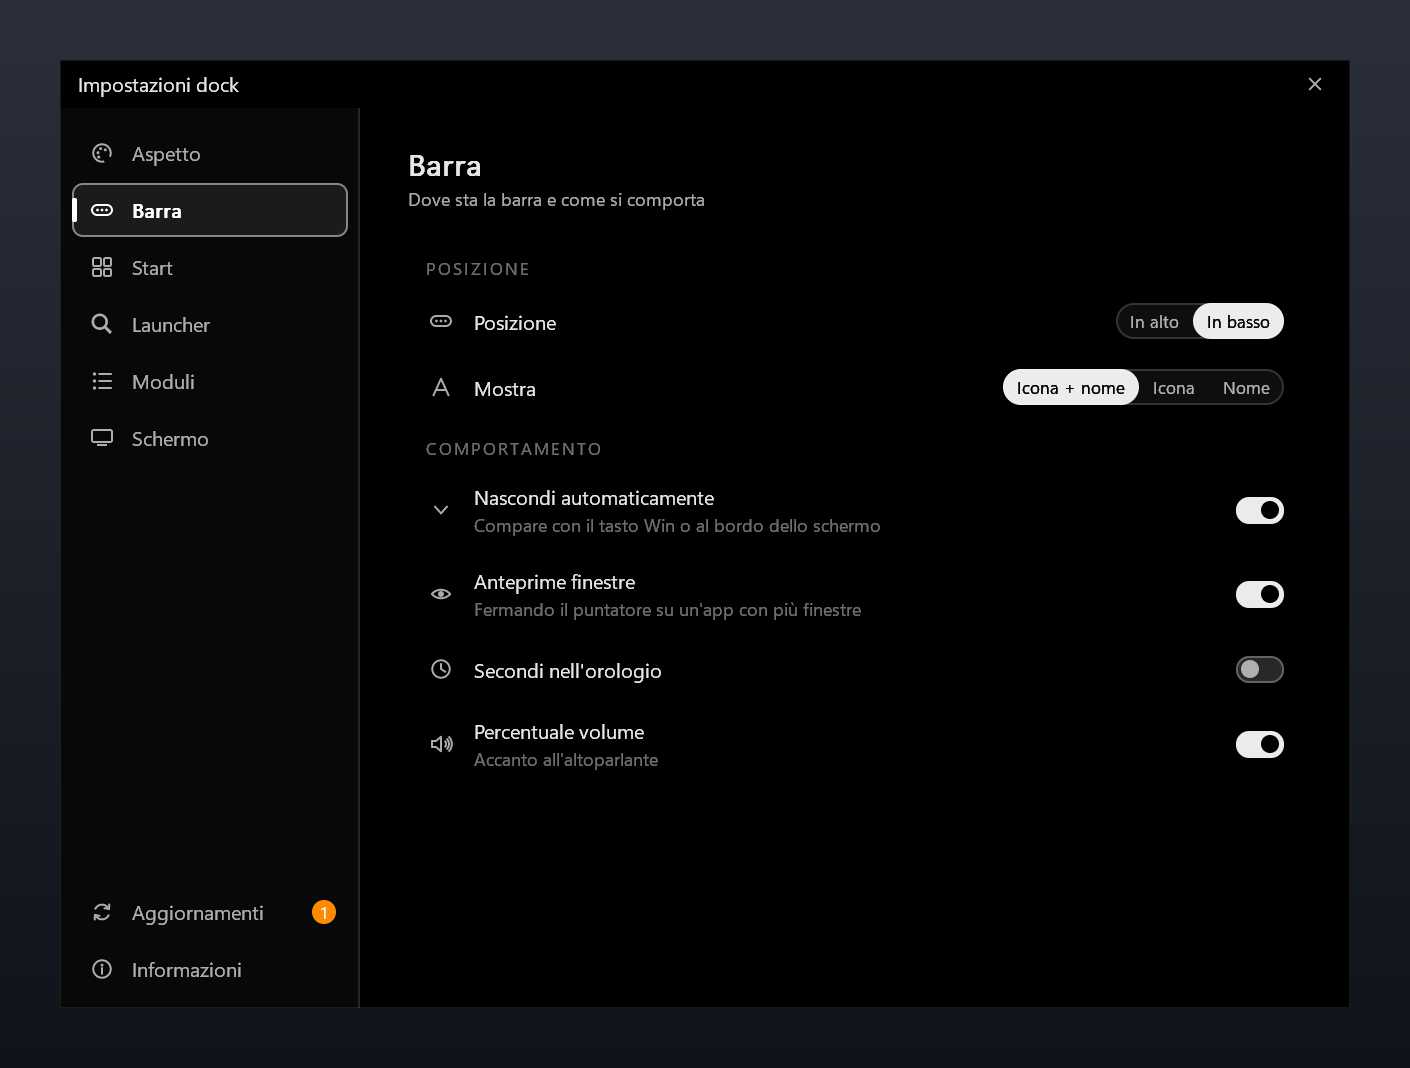 Impostazioni dock
Aspetto
Barra
Start
Launcher
Moduli
Schermo
Aggiornamenti 1
Informazioni
Barra
Dove sta la barra e come si comporta
POSIZIONE
Posizione In alto In basso
Mostra Icona + nome Icona Nome
COMPORTAMENTO
Nascondi automaticamente
Compare con il tasto Win o al bordo dello schermo
Anteprime finestre
Fermando il puntatore su un'app con più finestre
Secondi nell'orologio
Percentuale volume
Accanto all'altoparlante